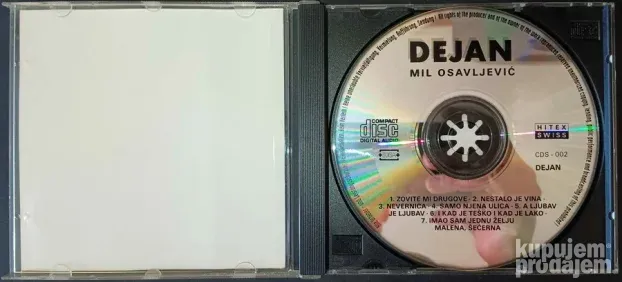 DEJAN
MIL OSAVLJEVIĆ
COMPACT
disc
DIGITAL AUDIO
HITEX
SWISS
CDS - 002
DEJAN
1. ZOVITE MI DRUGOVE - 2. NESTALO JE VINA -
3. NEVERNICA - 4. SAMO NJENA ULICA - 5. A LJUBAV
JE LJUBAV - 6. I KAD JE TEŠKO I KAD JE LAKO -
7. IMAO SAM JEDNU ŽELJU
MALENA, ŠEĆERNA
kupujem
prodajem